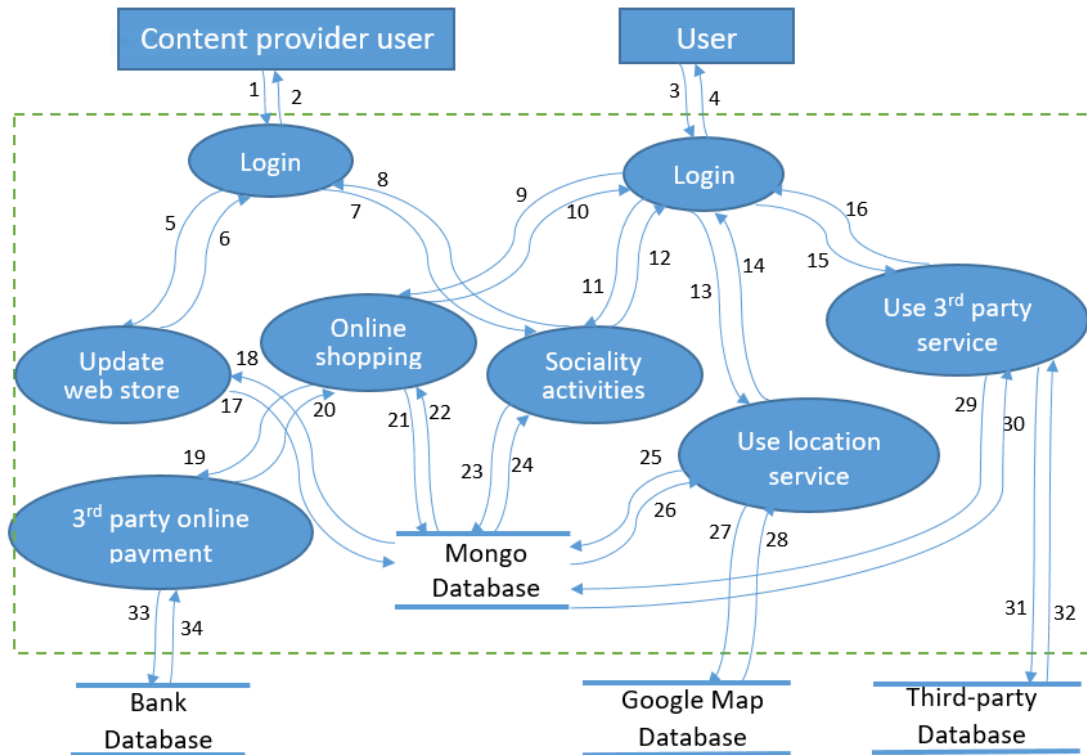 Content provider user
User
1
2
3
4
Login
Login
5
6
7
8
9
10
11
12
13
14
15
16
Update
web store
Online
shopping
Sociality
activities
Use 3rd party
service
Use location
service
17
18
19
20
21
22
23
24
25
26
27
28
29
30
31
32
3rd party online
payment
Mongo
Database
33
34
Bank
Database
Google Map
Database
Third-party
Database